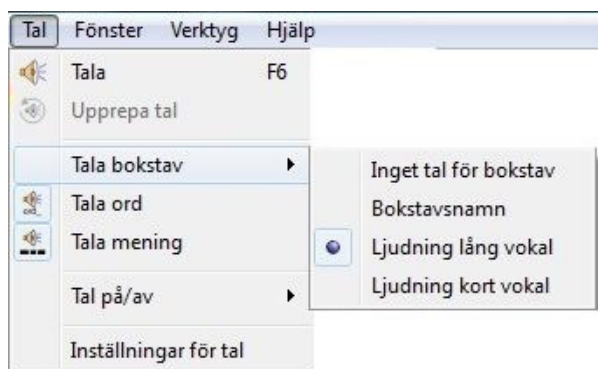 Tal Fönster Verktyg Hjälp
Tala F6
Upprepa tal
Tala bokstav
Tala ord
Tala mening
Tal på/av
Inställningar för tal
Inget tal för bokstav
Bokstavsnamn
Ljudning lång vokal
Ljudning kort vokal